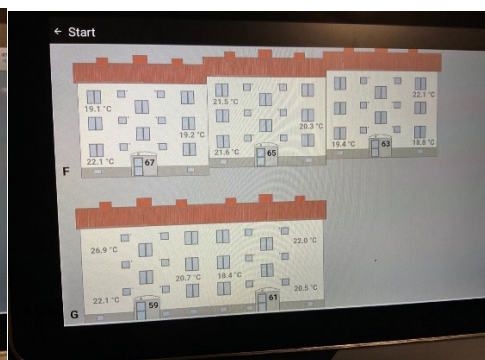 ← Start
19.1 °C
19.2 °C
22.1 °C
67
21.5 °C
20.3 °C
21.6 °C
65
22.1 °C
19.4 °C
18.8 °C
63
F
26.9 °C
22.1 °C
20.7 °C
59
18.4 °C
22.0 °C
20.5 °C
61
G